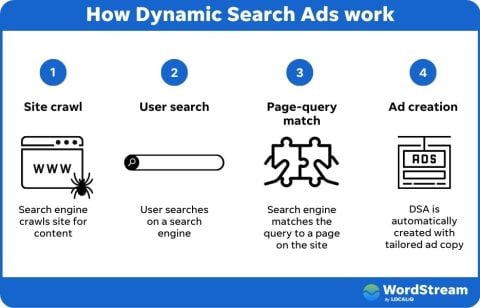 How Dynamic Search Ads work
1
2
3
4
Site crawl
User search
Page-query
match
Ad creation
WWW
ADS
Search engine
crawls site for
content
User searches
on a search
engine
Search engine
matches the
query to a page
on the site
DSA is
automatically
created with
tailored ad copy
WordStream
By LOCALiQ